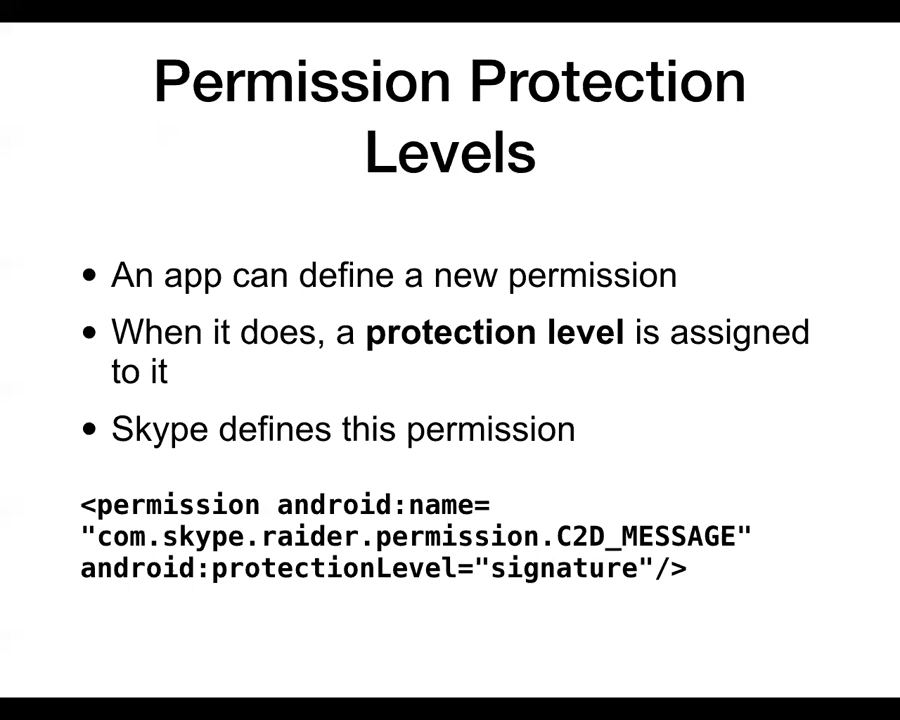 Permission Protection
Levels
• An app can define a new permission
• When it does, a protection level is assigned
to it
• Skype defines this permission
<permission android:name=
"com.skype.raider.permission.C2D_MESSAGE"
android:protectionLevel="signature"/>